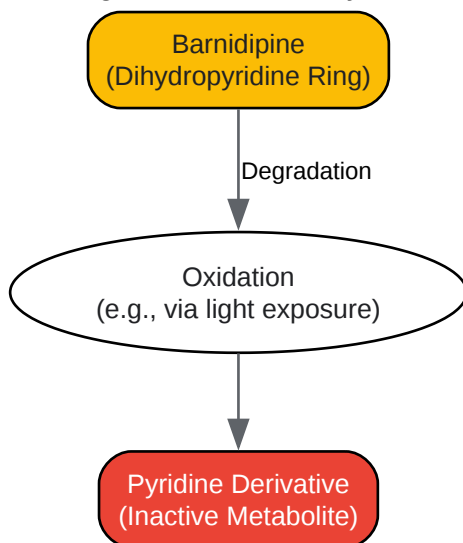 Barnidipine
(Dihydropyridine Ring)
Degradation
Oxidation
(e.g., via light exposure)
Pyridine Derivative
(Inactive Metabolite)